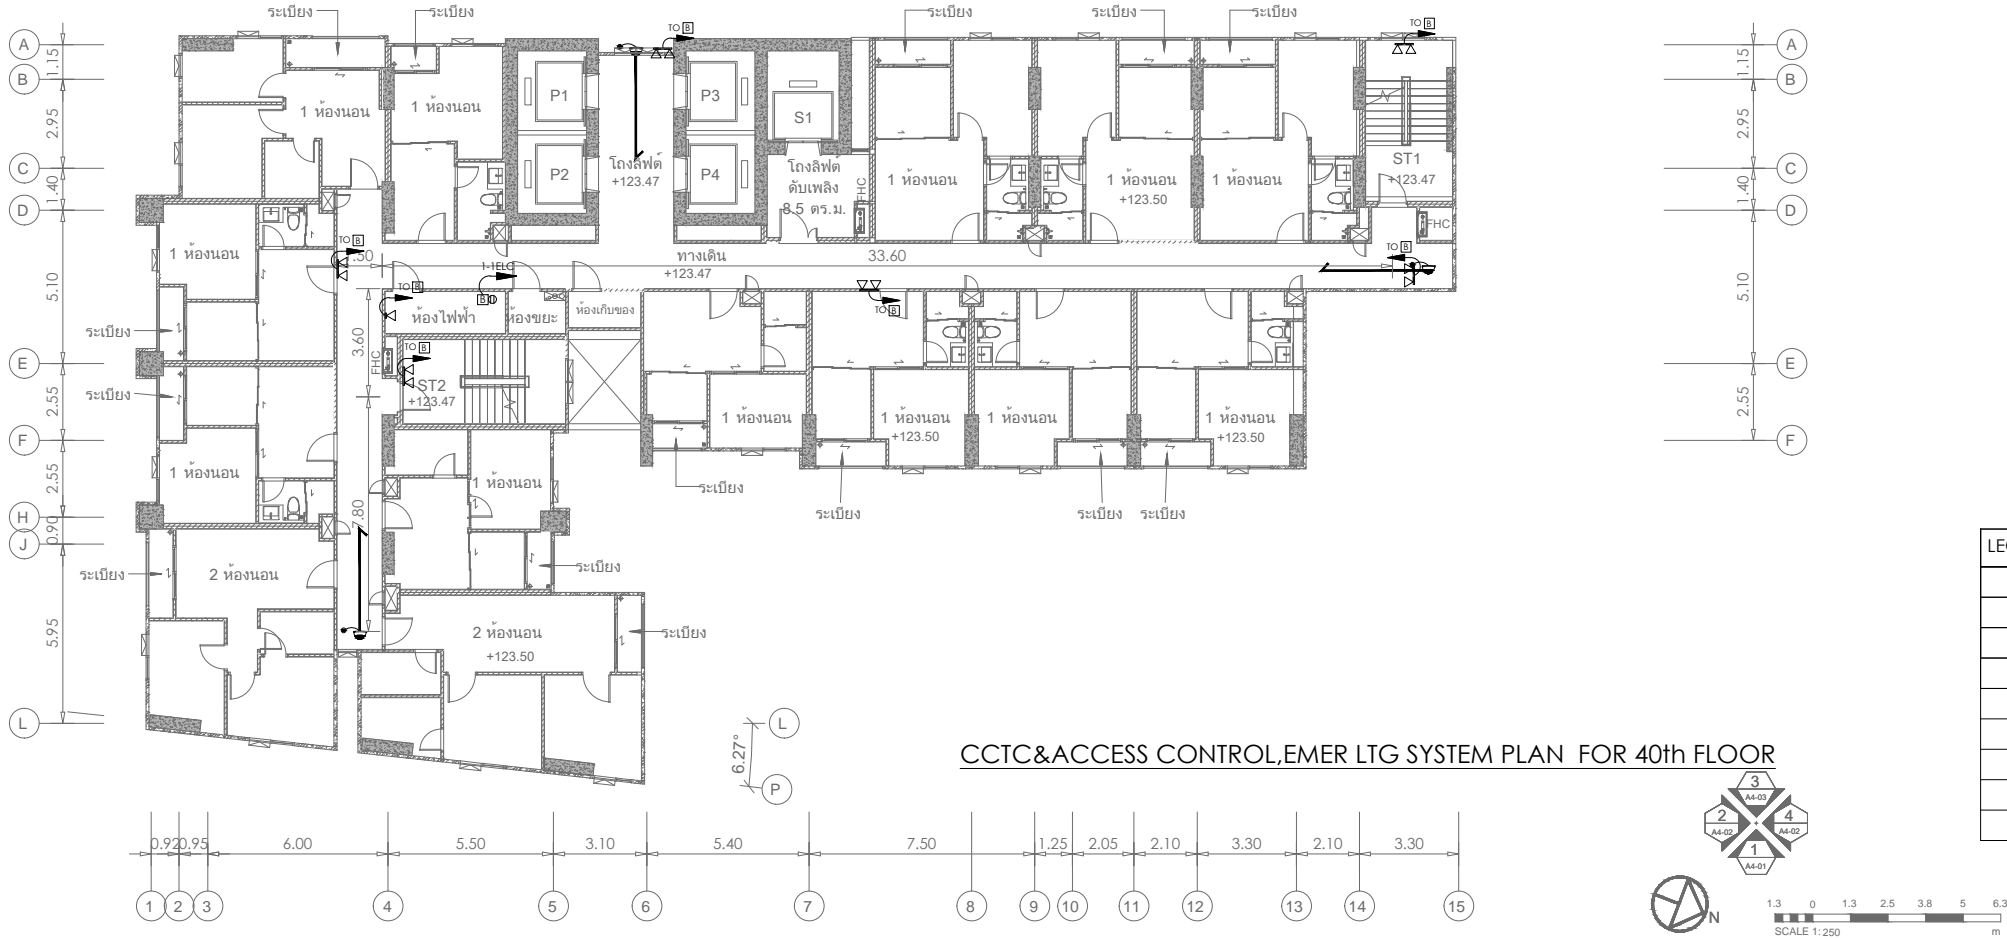 ระเบียง
ระเบียง
ระเบียง
ระเบียง
ระเบียง
TO B
TO B
A
A
1.15
1.15
B
B
P1
P3
S1
1 ห้องนอน
1 ห้องนอน
2.95
2.95
C
C
P2
โถงลิฟต์
+123.47
P4
โถงลิฟต์
ดับเพลิง
8.5 ตร.ม.
FHC
1 ห้องนอน
1 ห้องนอน
+123.50
1 ห้องนอน
ST1
+123.47
1.40
1.40
D
D
FHC
1 ห้องนอน
TO B
TO B
.50
ทางเดิน
+123.47
33.60
5.10
5.10
1-1ELC
B
TO B
TO B
ห้องไฟฟ้า
ห้องขยะ
ห้องเก็บของ
ระเบียง
3.60
FHC
TO B
E
E
ST2
+123.47
ระเบียง
2.55
2.55
1 ห้องนอน
1 ห้องนอน
+123.50
1 ห้องนอน
1 ห้องนอน
+123.50
F
F
1 ห้องนอน
1 ห้องนอน
2.55
ระเบียง
ระเบียง
ระเบียง
ระเบียง
H
7.80
0.90
J
ระเบียง
2 ห้องนอน
ระเบียง
5.95
2 ห้องนอน
+123.50
ระเบียง
L
L
6.27°
P
CCTC&ACCESS CONTROL,EMER LTG SYSTEM PLAN FOR 40th FLOOR
3
A4-03
2
A4-02
4
A4-02
1
A4-01
0.92 0.95 6.00 5.50 3.10 5.40 7.50 1.25 2.05 2.10 3.30 2.10 3.30
1 2 3 4 5 6 7 8 9 10 11 12 13 14 15
N
1.3 0 1.3 2.5 3.8 5 6.3
SCALE 1: 250 m